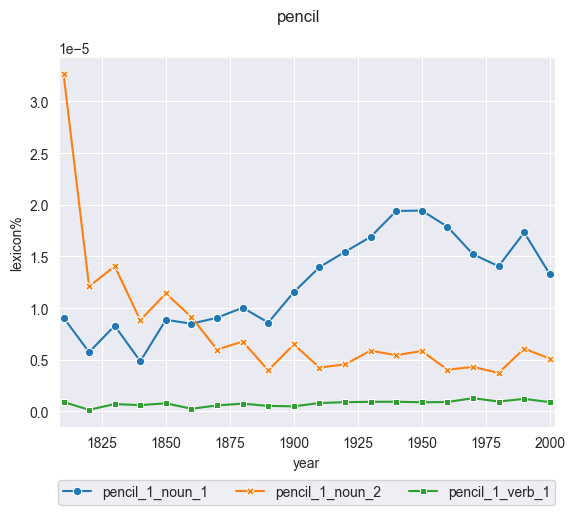 pencil
1e−5
3.0
2.5
2.0
1.5
1.0
0.5
0.0
lexicon%
1825 1850 1875 1900 1925 1950 1975 2000
year
pencil_1_noun_1 pencil_1_noun_2 pencil_1_verb_1